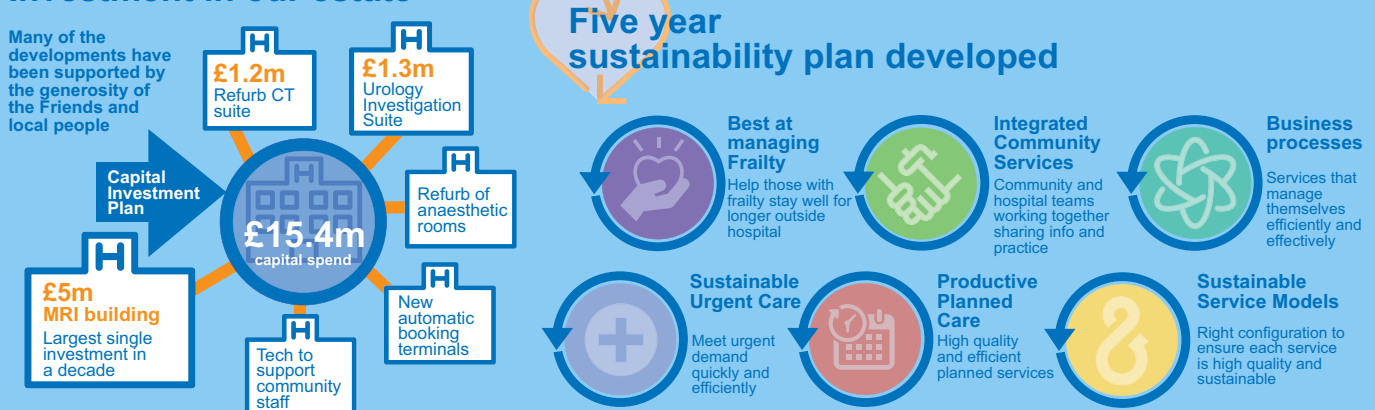 Investment in our estate
Many of the
developments have
been supported by
the generosity of
the Friends and
local people
H
£1.2m
Refurb CT
suite
H
£1.3m
Urology
Investigation
Suite
Capital
Investment
Plan
H
Refurb of
anaesthetic
rooms
£15.4m
capital spend
H
£5m
MRI building
Largest single
investment in
a decade
H
Tech to
support
community
staff
H
New
automatic
booking
terminals
Five year
sustainability plan developed
Best at
managing
Frailty
Help those with
frailty stay well for
longer outside
hospital
Integrated
Community
Services
Community and
hospital teams
working together
sharing info and
practice
Business
processes
Services that
manage
themselves
efficiently and
effectively
Sustainable
Urgent Care
Meet urgent
demand
quickly and
efficiently
Productive
Planned
Care
High quality
and efficient
planned services
Sustainable
Service Models
Right configuration to
ensure each service
is high quality and
sustainable